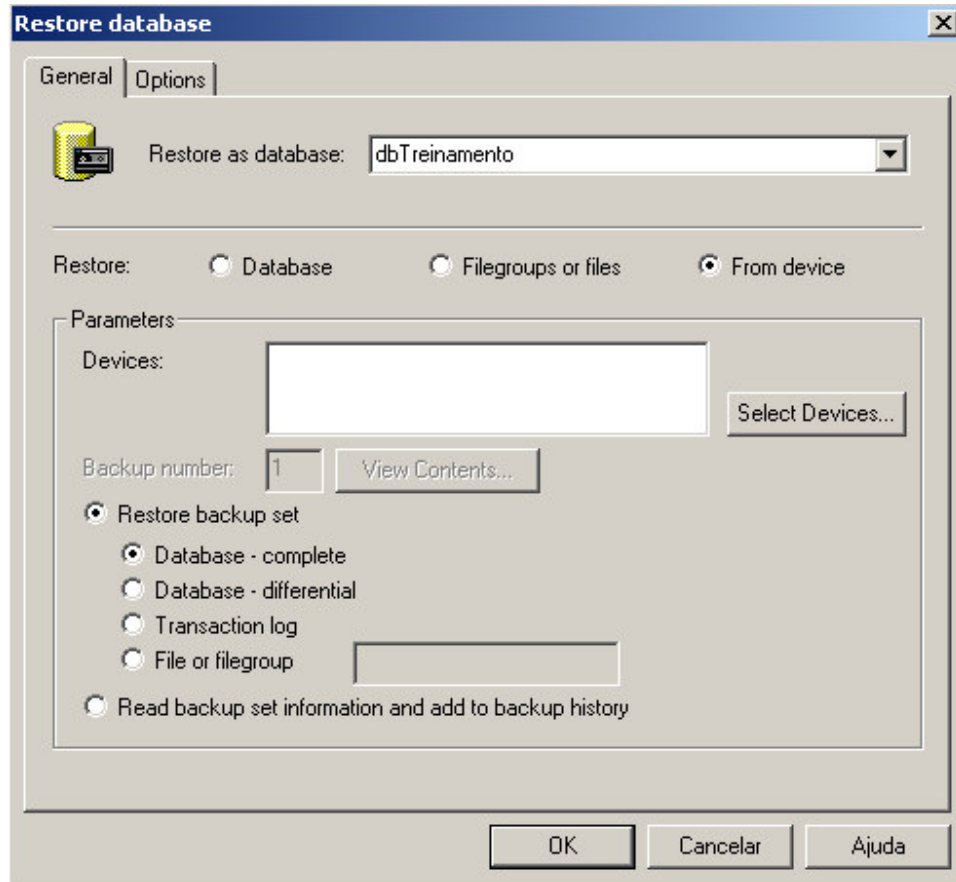 Restore database
General Options
Restore as database: dbTreinamento
Restore: Database Filegroups or files From device
Parameters
Devices:
Select Devices...
Backup number: 1 View Contents...
Restore backup set
Database - complete
Database - differential
Transaction log
File or filegroup
Read backup set information and add to backup history
OK Cancelar Ajuda